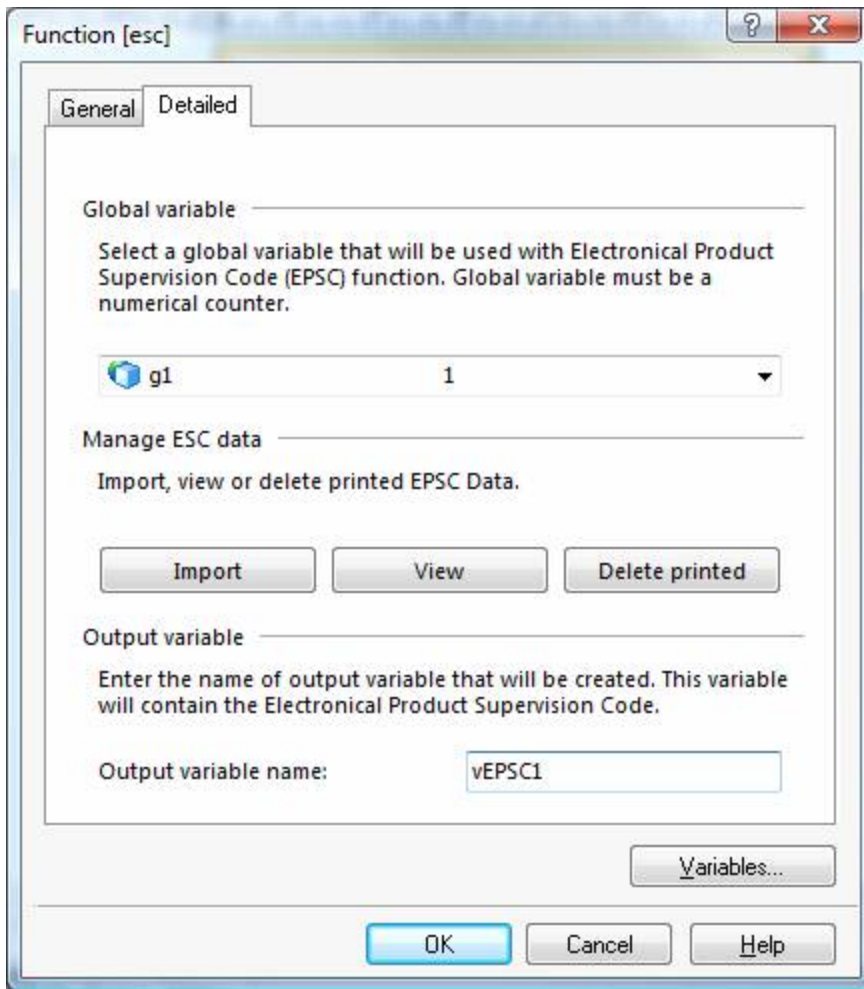 Function [esc]
General
Detailed
Global variable
Select a global variable that will be used with Electronical Product
Supervision Code (EPSC) function. Global variable must be a
numerical counter.
g1 1
Manage ESC data
Import, view or delete printed EPSC Data.
Import View Delete printed
Output variable
Enter the name of output variable that will be created. This variable
will contain the Electronical Product Supervision Code.
Output variable name: vEPSC1
Variables...
OK Cancel Help